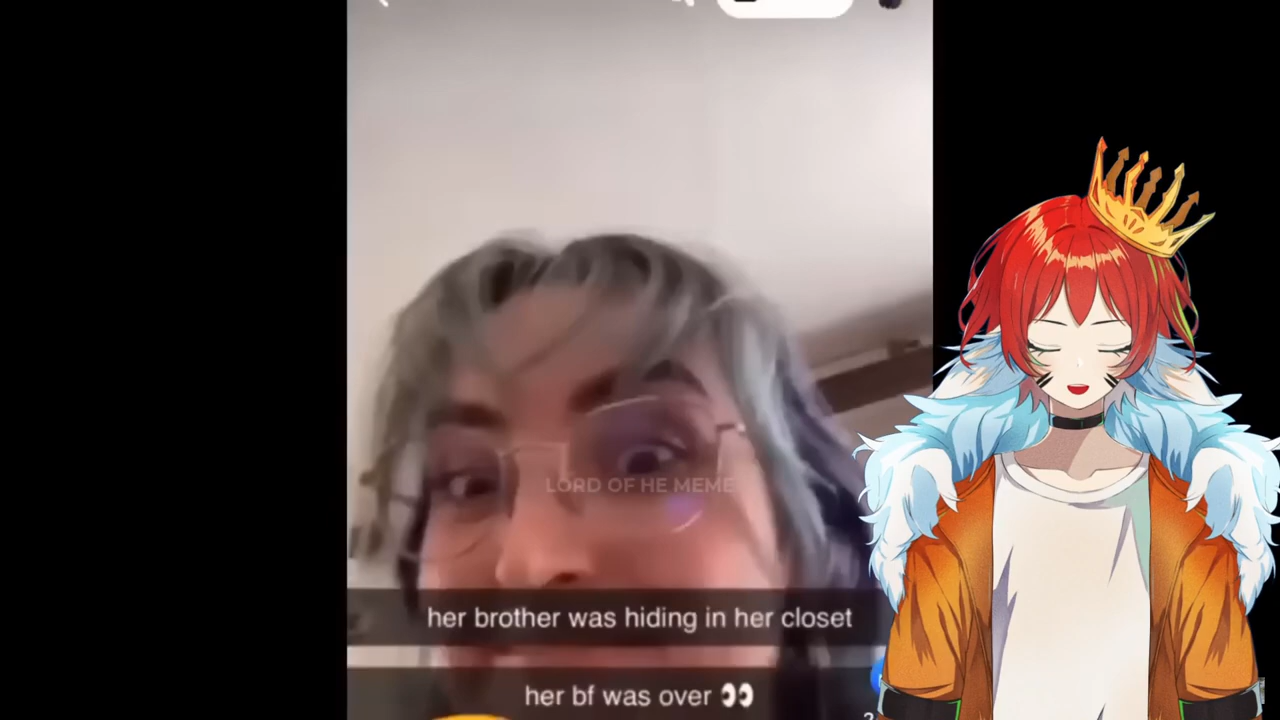 LORD OF HE MEME
her brother was hiding in her closet
her bf was over 👀